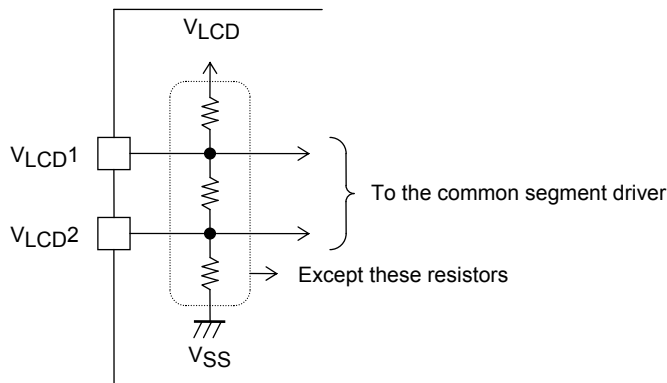 VLCD
VLCD1
To the common segment driver
VLCD2
Except these resistors
VSS